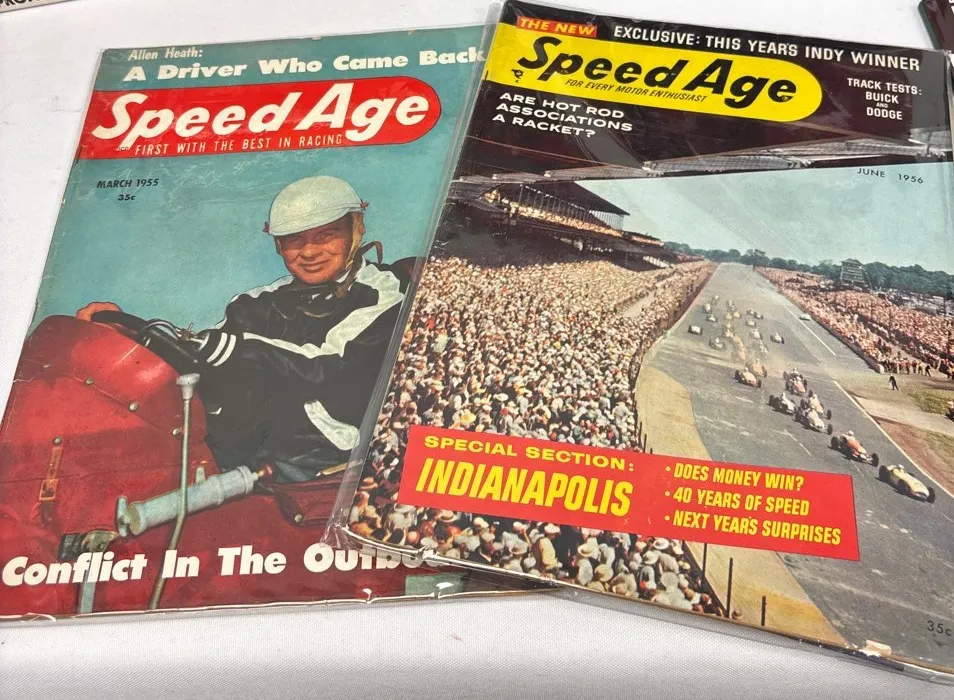 Allen Heath:
A Driver Who Came Back
Speed Age
FIRST WITH THE BEST IN RACING
MARCH 1955
35c
Conflict In The
THE NEW
EXCLUSIVE: THIS YEAR'S INDY WINNER
Speed Age
FOR EVERY MOTOR ENTHUSIAST
ARE HOT ROD
ASSOCIATIONS
A RACKET?
TRACK TESTS:
BUICK
AND
DODGE
JUNE 1956
SPECIAL SECTION:
INDIANAPOLIS
• DOES MONEY WIN?
• 40 YEARS OF SPEED
• NEXT YEAR'S SURPRISES
35c